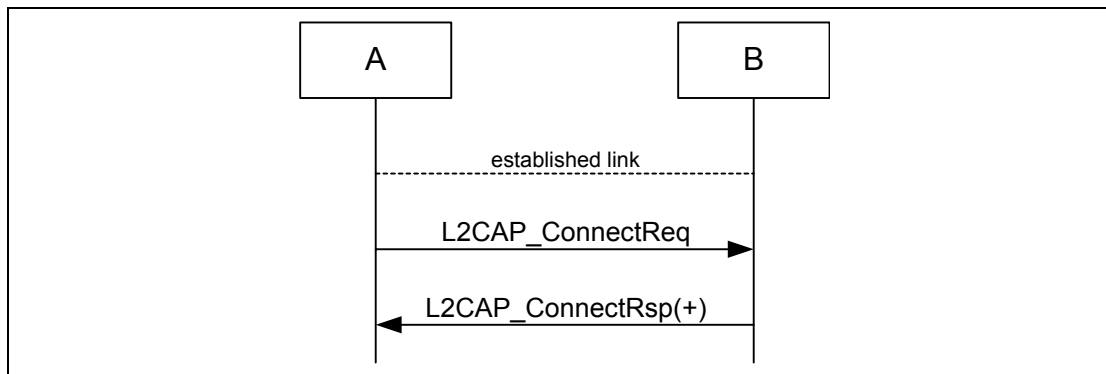 A
B
established link
L2CAP_ConnectReq
L2CAP_ConnectRsp(+)